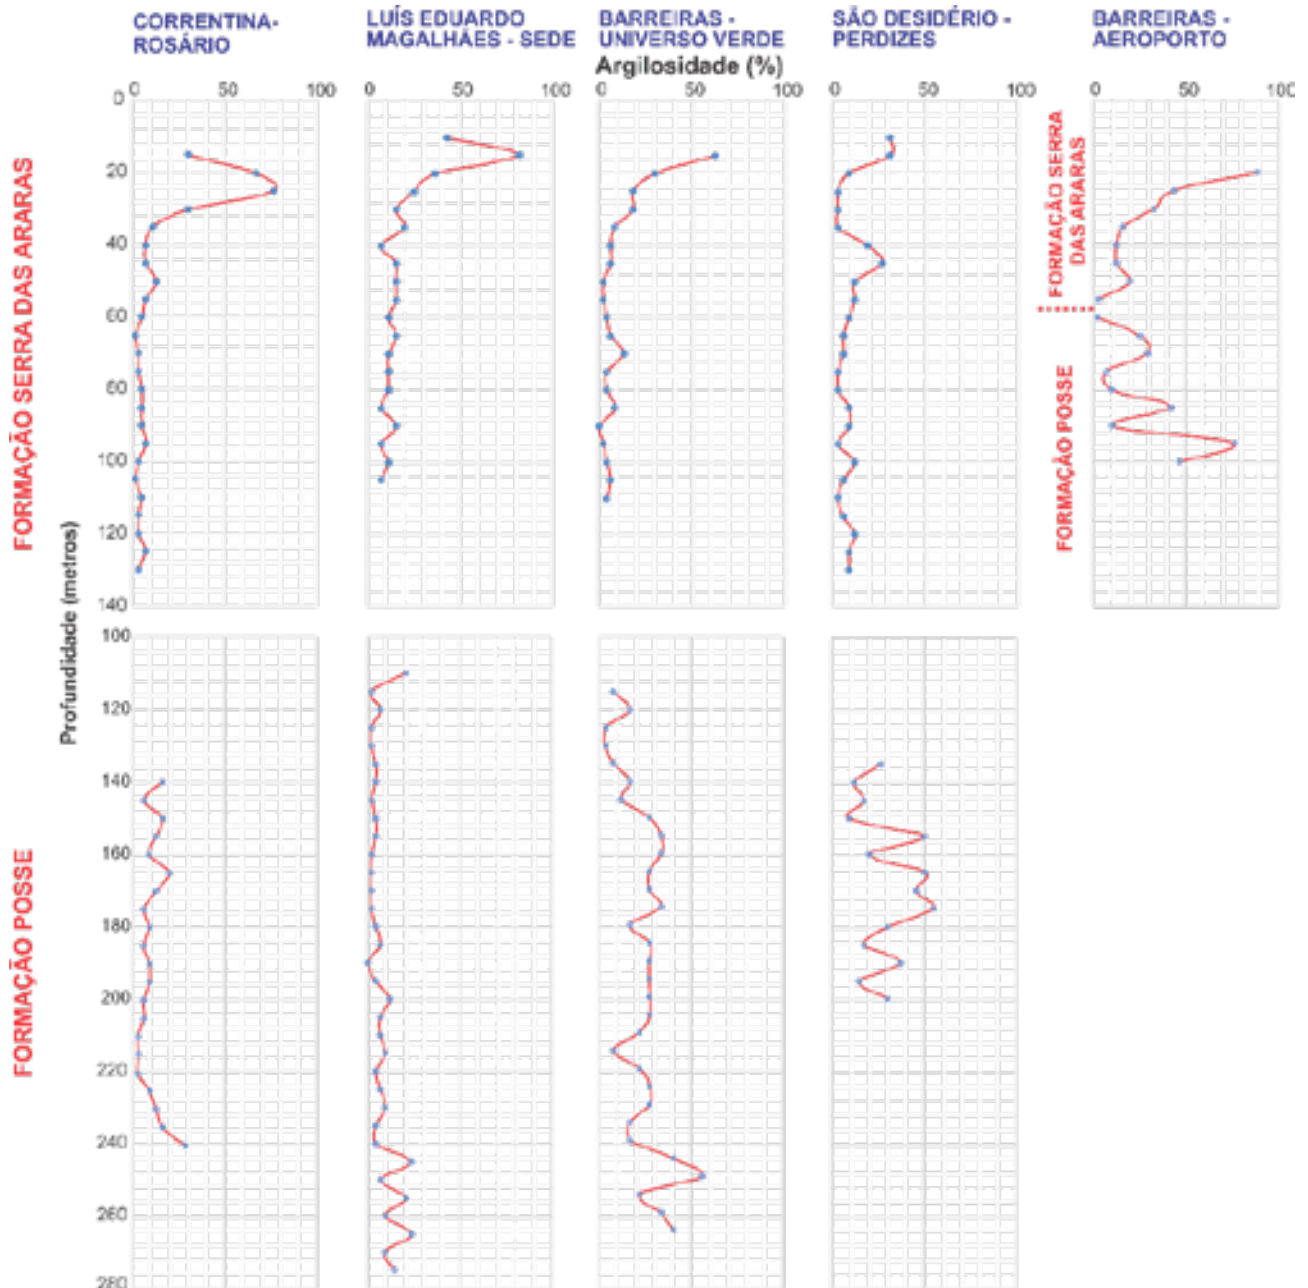 CORRENTINA-
ROSÁRIO
LUÍS EDUARDO
MAGALHÃES - SEDE
BARREIRAS -
UNIVERSO VERDE
SÃO DESIDÉRIO -
PERDIZES
BARREIRAS -
AEROPORTO
Argilosidade (%)
0 50 100
0 50 100
0 50 100
0 50 100
0 50 100
0
20
40
60
80
100
120
140
FORMAÇÃO SERRA DAS ARARAS
FORMAÇÃO SERRA
DAS ARARAS
FORMAÇÃO POSSE
Profundidade (metros)
100
120
140
160
180
200
220
240
260
280
FORMAÇÃO POSSE